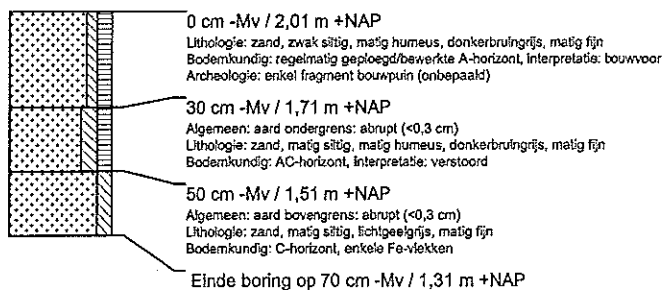 0 cm -Mv / 2,01 m +NAP
Lithologie: zand, zwak siltig, matig humeus, donkerbruingrijs, matig fijn
Bodemkundig: regelmatig geploegd/bewerkte A-horizont, interpretatie: bouwvoor
Archeologie: enkel fragment bouwpuin (onbepaald)
30 cm -Mv / 1,71 m +NAP
Algemeen: aard ondergrens: abrupt (<0,3 cm)
Lithologie: zand, matig siltig, matig humeus, donkerbruingrijs, matig fijn
Bodemkundig: AC-horizont, interpretatie: verstoord
50 cm -Mv / 1,51 m +NAP
Algemeen: aard bovengrens: abrupt (<0,3 cm)
Lithologie: zand, matig siltig, lichtgeelgrijs, matig fijn
Bodemkundig: C-horizont, enkele Fe-vlekken
Einde boring op 70 cm -Mv / 1,31 m +NAP